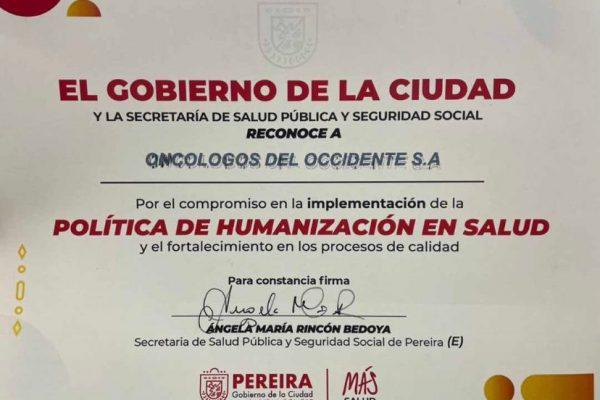 EL GOBIERNO DE LA CIUDAD
Y LA SECRETARÍA DE SALUD PÚBLICA Y SEGURIDAD SOCIAL
RECONOCE A
ONCOLOGOS DEL OCCIDENTE S.A
Por el compromiso en la implementación de la
POLÍTICA DE HUMANIZACIÓN EN SALUD
y el fortalecimiento en los procesos de calidad
Para constancia firma
ÁNGELA MARÍA RINCÓN BEDOYA
Secretaria de Salud Pública y Seguridad Social de Pereira (E)
PEREIRA
Gobierno de la Ciudad
MÁS
SALUD